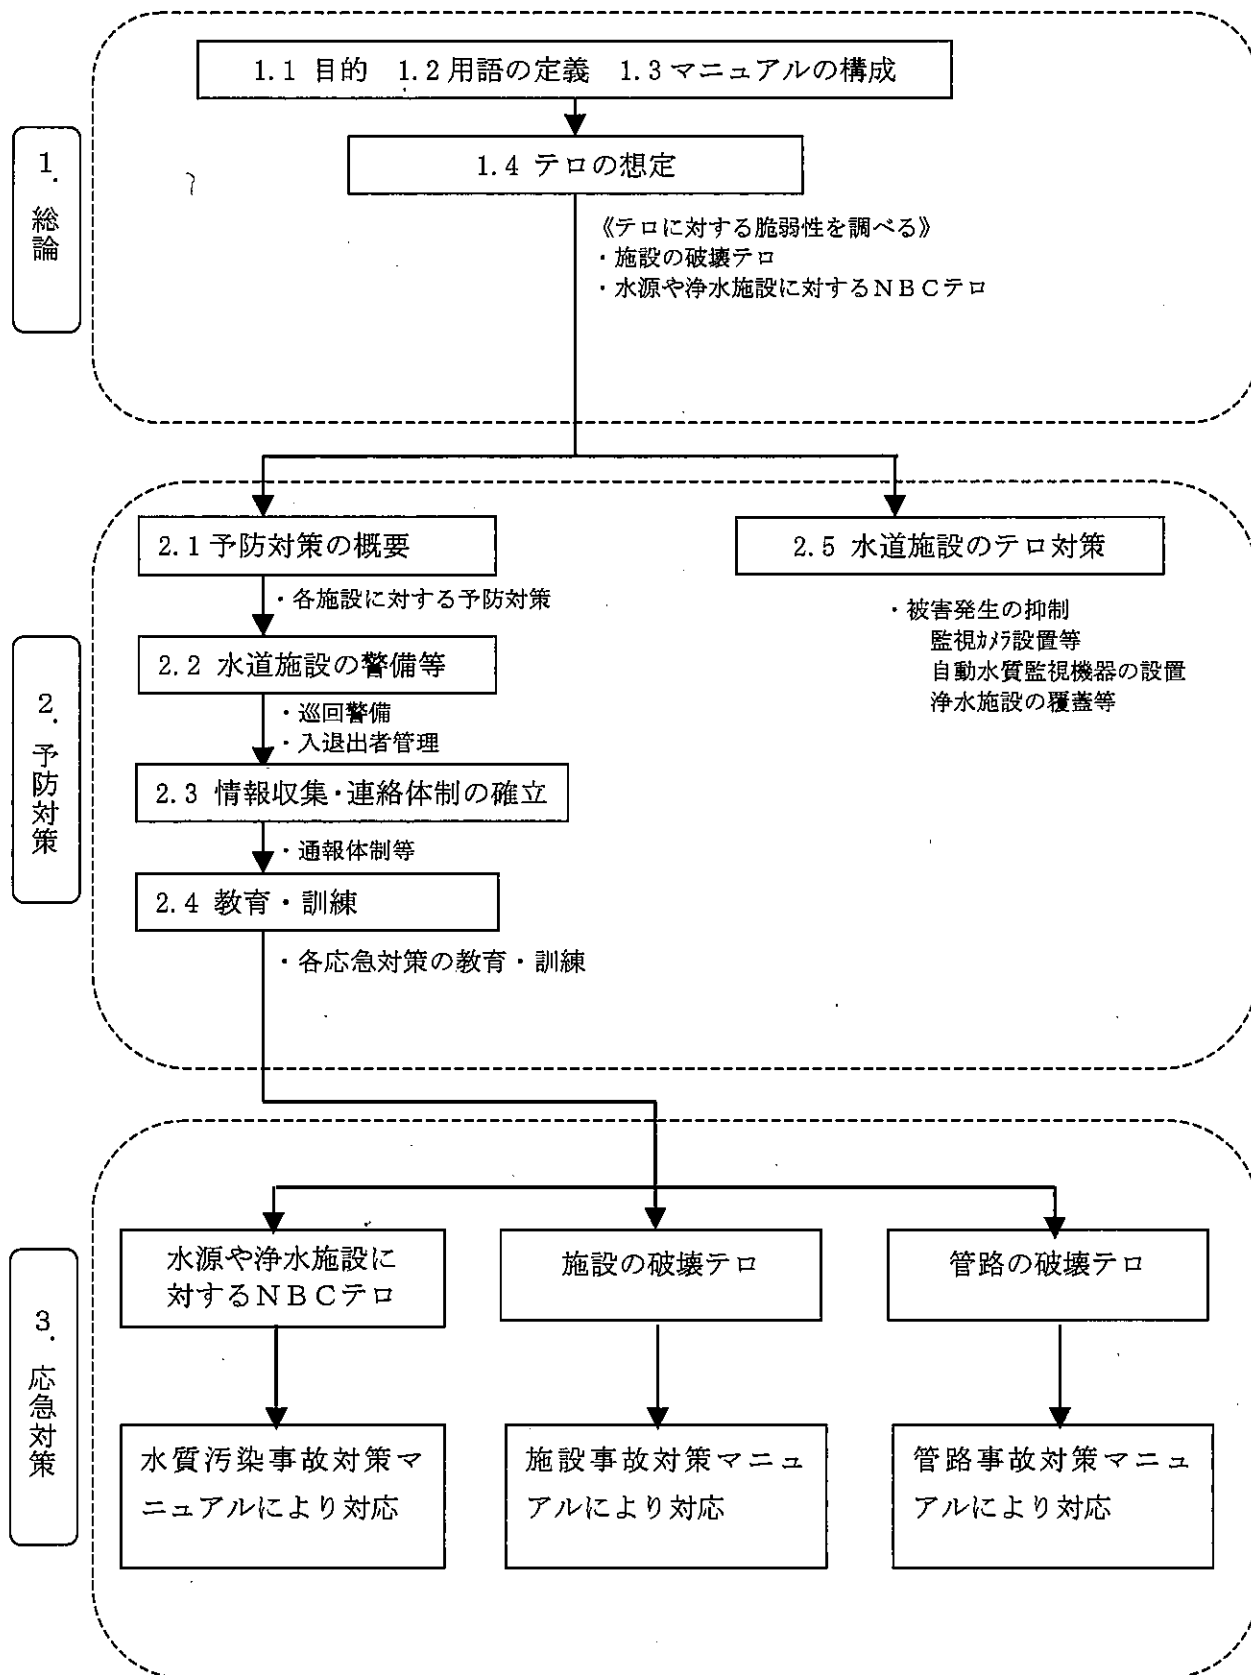 1. 総論
1.1 目的 1.2 用語の定義 1.3 マニュアルの構成
1.4 テロの想定
《テロに対する脆弱性を調べる》
・施設の破壊テロ
・水源や浄水施設に対するNBCテロ
2. 予防対策
2.1 予防対策の概要
・各施設に対する予防対策
2.2 水道施設の警備等
・巡回警備
・入退出者管理
2.3 情報収集・連絡体制の確立
・通報体制等
2.4 教育・訓練
・各応急対策の教育・訓練
2.5 水道施設のテロ対策
・被害発生の抑制
監視ｶﾒﾗ設置等
自動水質監視機器の設置
浄水施設の覆蓋等
3. 応急対策
水源や浄水施設に
対するNBCテロ
施設の破壊テロ
管路の破壊テロ
水質汚染事故対策マ
ニュアルにより対応
施設事故対策マニュ
アルにより対応
管路事故対策マニュ
アルにより対応